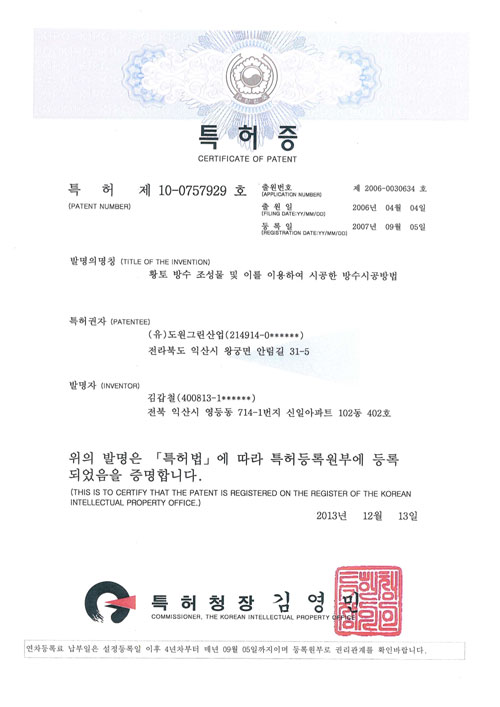 특허증
CERTIFICATE OF PATENT
특 허 제 10-0757929 호
(PATENT NUMBER)
출원번호 제 2006-0030634 호
(APPLICATION NUMBER)
출 원 일 2006년 04월 04일
(FILING DATE:YY/MM/DD)
등 록 일 2007년 09월 05일
(REGISTRATION DATE:YY/MM/DD)
발명의명칭 (TITLE OF THE INVENTION)
황토 방수 조성물 및 이를 이용하여 시공한 방수시공방법
특허권자 (PATENTEE)
(유)도원그린산업(214914-0******)
전라북도 익산시 왕궁면 안림길 31-5
발명자 (INVENTOR)
김갑철(400813-1******)
전북 익산시 영등동 714-1번지 신일아파트 102동 402호
위의 발명은 「특허법」에 따라 특허등록원부에 등록
되었음을 증명합니다.
(THIS IS TO CERTIFY THAT THE PATENT IS REGISTERED ON THE REGISTER OF THE KOREAN
INTELLECTUAL PROPERTY OFFICE.)
2013년 12월 13일
특허청장 김영민
COMMISSIONER, THE KOREAN INTELLECTUAL PROPERTY OFFICE
연차등록료 납부일은 설정등록일 이후 4년차부터 매년 09월 05일까지이며 등록원부로 권리관계를 확인바랍니다.